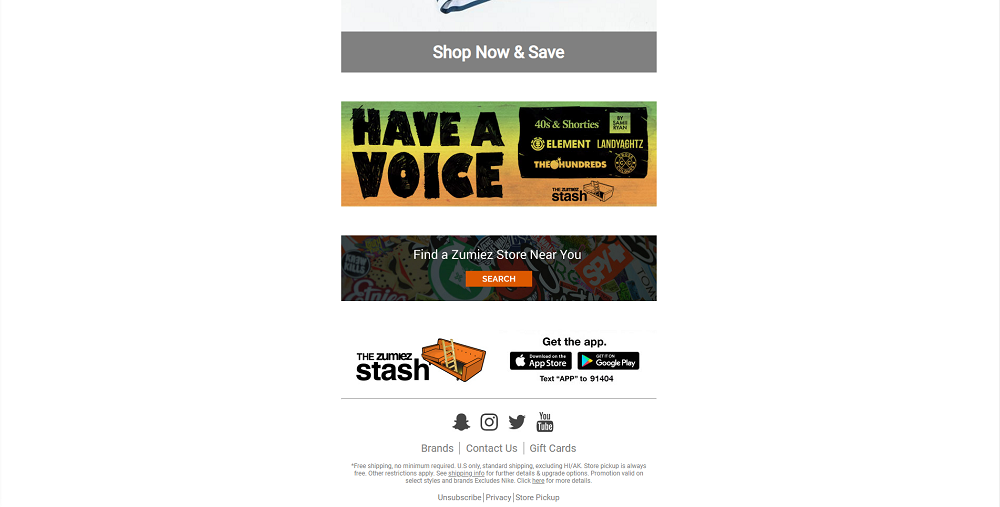 Shop Now & Save
HAVE A
VOICE
40s & Shorties
BY
SAMII
RYAN
ELEMENT
LANDYAGHTZ
THE HUNDREDS
THE zumiez
stash
Find a Zumiez Store Near You
SEARCH
THE zumiez
stash
Get the app.
Download on the
App Store
GET IT ON
Google Play
Text “APP” to 91404
You
Tube
Brands | Contact Us | Gift Cards
*Free shipping, no minimum required. U.S only, standard shipping, excluding HI/AK. Store pickup is always
free. Other restrictions apply. See shipping info for further details & upgrade options. Promotion valid on
select styles and brands Excludes Nike. Click here for more details.
Unsubscribe | Privacy | Store Pickup